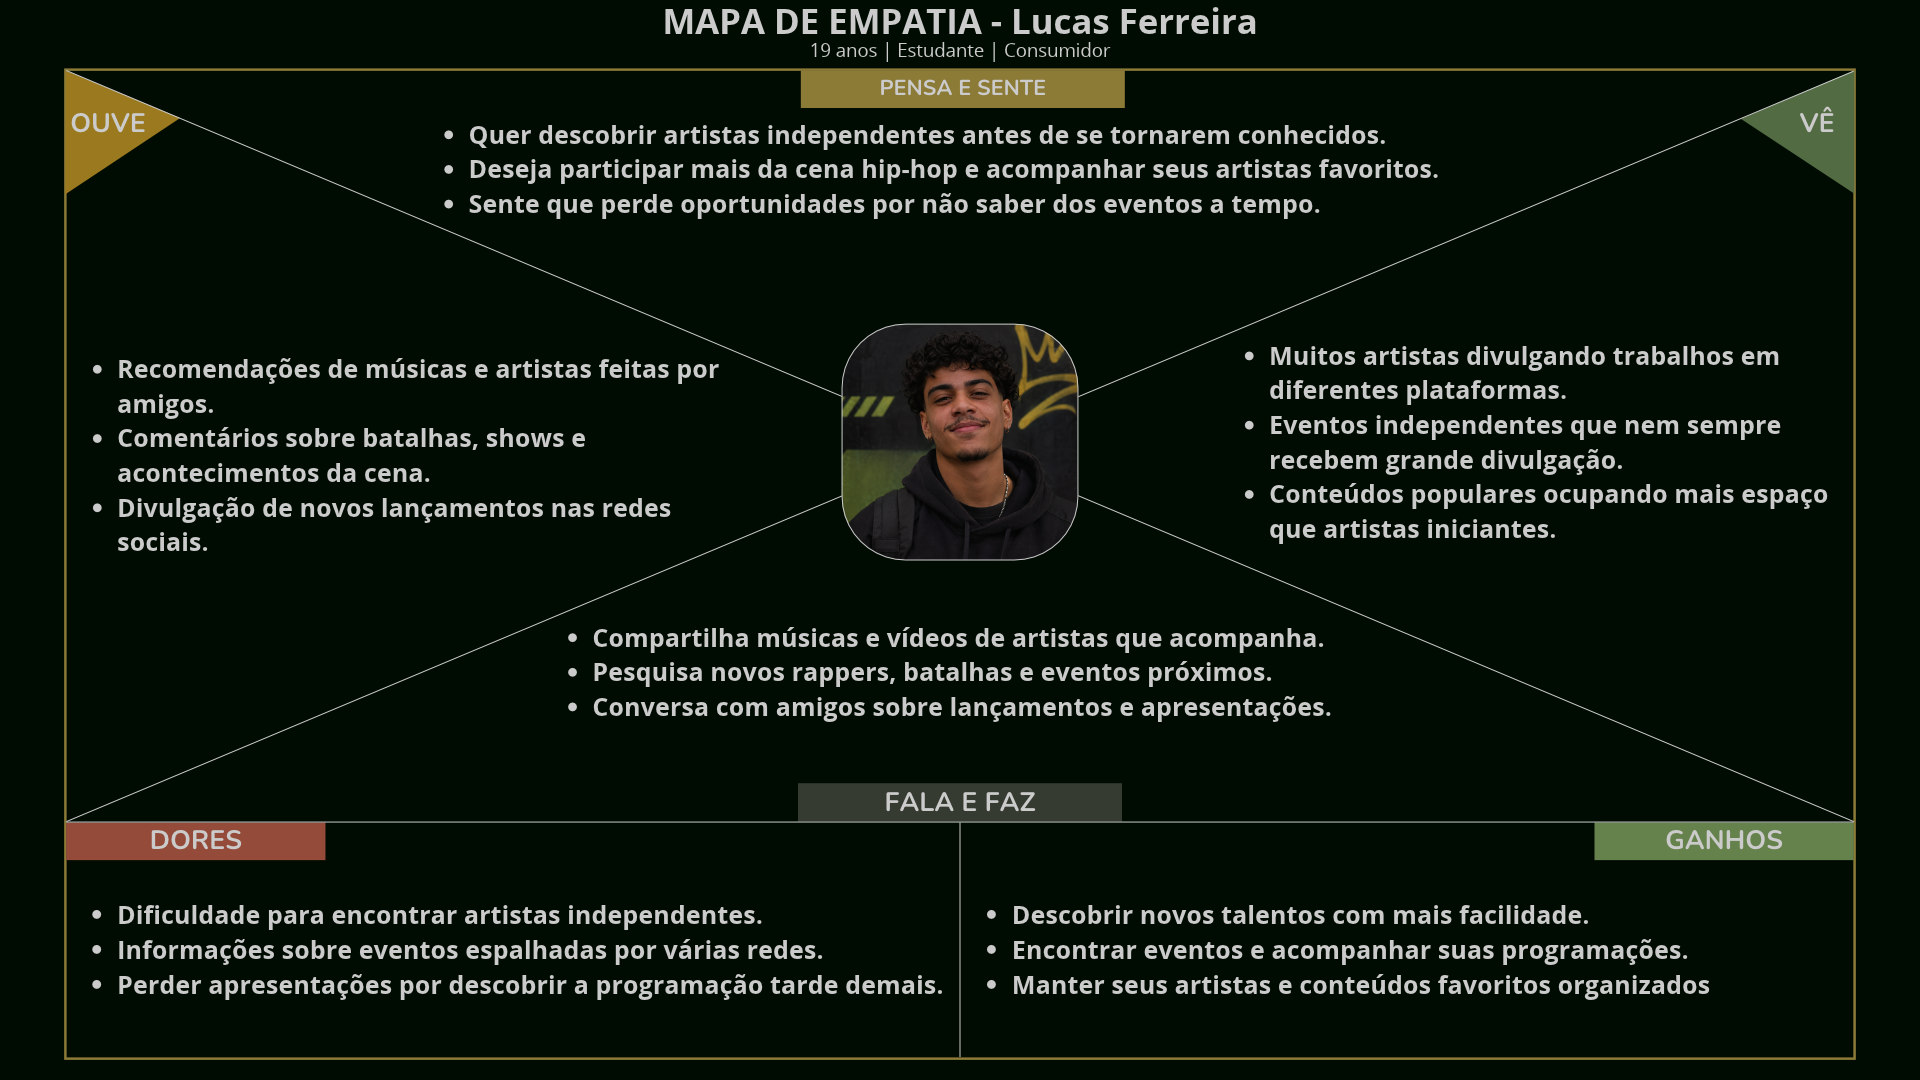 MAPA DE EMPATIA - Lucas Ferreira
19 anos | Estudante | Consumidor
PENSA E SENTE
OUVE
VÊ
• Quer descobrir artistas independentes antes de se tornarem conhecidos.
• Deseja participar mais da cena hip-hop e acompanhar seus artistas favoritos.
• Sente que perde oportunidades por não saber dos eventos a tempo.
• Recomendações de músicas e artistas feitas por
amigos.
• Comentários sobre batalhas, shows e
acontecimentos da cena.
• Divulgação de novos lançamentos nas redes
sociais.
• Muitos artistas divulgando trabalhos em
diferentes plataformas.
• Eventos independentes que nem sempre
recebem grande divulgação.
• Conteúdos populares ocupando mais espaço
que artistas iniciantes.
• Compartilha músicas e vídeos de artistas que acompanha.
• Pesquisa novos rappers, batalhas e eventos próximos.
• Conversa com amigos sobre lançamentos e apresentações.
FALA E FAZ
DORES
• Dificuldade para encontrar artistas independentes.
• Informações sobre eventos espalhadas por várias redes.
• Perder apresentações por descobrir a programação tarde demais.
GANHOS
• Descobrir novos talentos com mais facilidade.
• Encontrar eventos e acompanhar suas programações.
• Manter seus artistas e conteúdos favoritos organizados